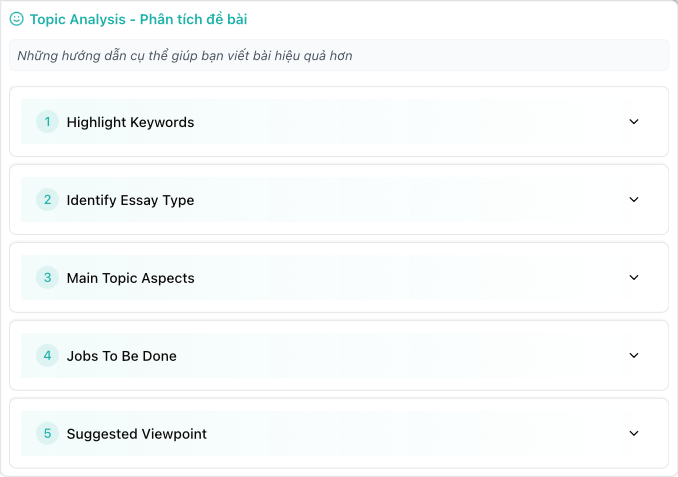 Topic Analysis - Phân tích đề bài
Những hướng dẫn cụ thể giúp bạn viết bài hiệu quả hơn
1 Highlight Keywords
2 Identify Essay Type
3 Main Topic Aspects
4 Jobs To Be Done
5 Suggested Viewpoint